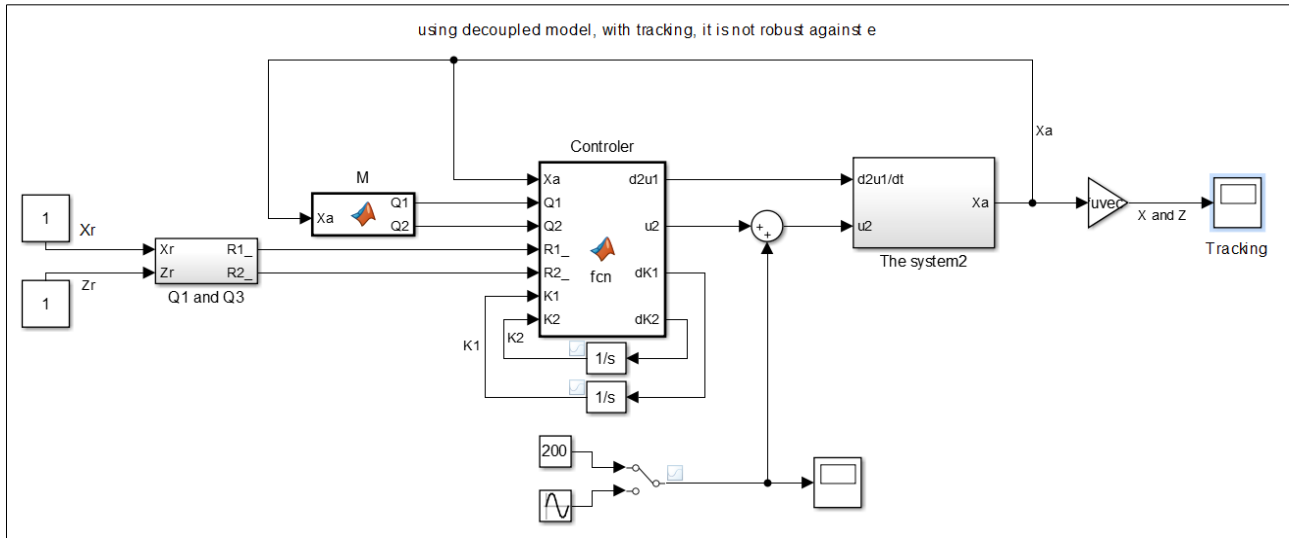 using decoupled model, with tracking, it is not robust against e
Xa
Controler
M
Xa
Q1
Q2
Xa
Q1
Q2
R1_
R2_
K1
K2
fcn
d2u1
u2
dK1
dK2
d2u1/dt
u2
Xa
The system2
uvec
X and Z
Tracking
1
Xr
1
Zr
Xr
Zr
R1_
R2_
Q1 and Q3
K1
K2
1/s
1/s
200